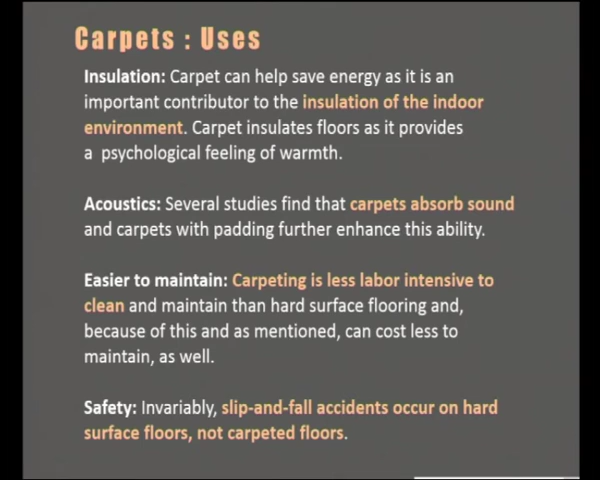 Carpets : Uses
Insulation: Carpet can help save energy as it is an
important contributor to the insulation of the indoor
environment. Carpet insulates floors as it provides
a psychological feeling of warmth.
Acoustics: Several studies find that carpets absorb sound
and carpets with padding further enhance this ability.
Easier to maintain: Carpeting is less labor intensive to
clean and maintain than hard surface flooring and,
because of this and as mentioned, can cost less to
maintain, as well.
Safety: Invariably, slip-and-fall accidents occur on hard
surface floors, not carpeted floors.